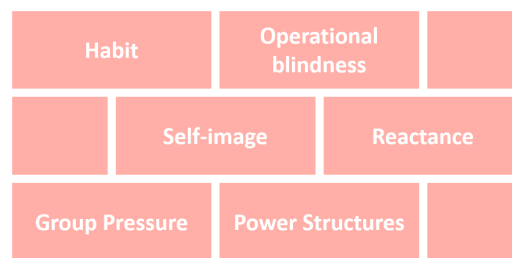 Habit
Operational
blindness
Self-image
Reactance
Group Pressure
Power Structures